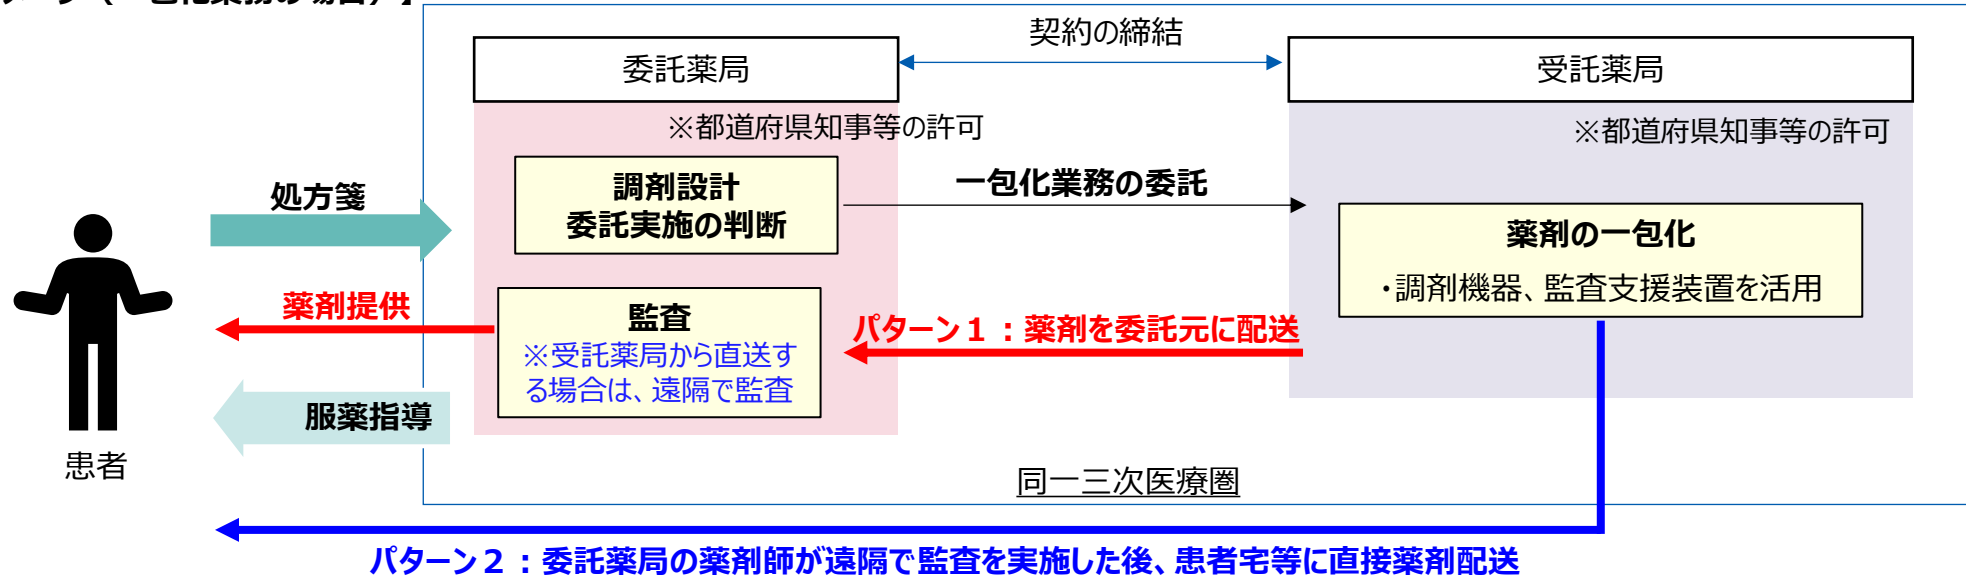 契約の締結
委託薬局
受託薬局
※都道府県知事等の許可
※都道府県知事等の許可
処方箋
調剤設計
委託実施の判断
一包化業務の委託
薬剤の一包化
・調剤機器、監査支援装置を活用
薬剤提供
監査
※受託薬局から直送す
る場合は、遠隔で監査
パターン１：薬剤を委託元に配送
服薬指導
患者
同一三次医療圏
パターン２：委託薬局の薬剤師が遠隔で監査を実施した後、患者宅等に直接薬剤配送